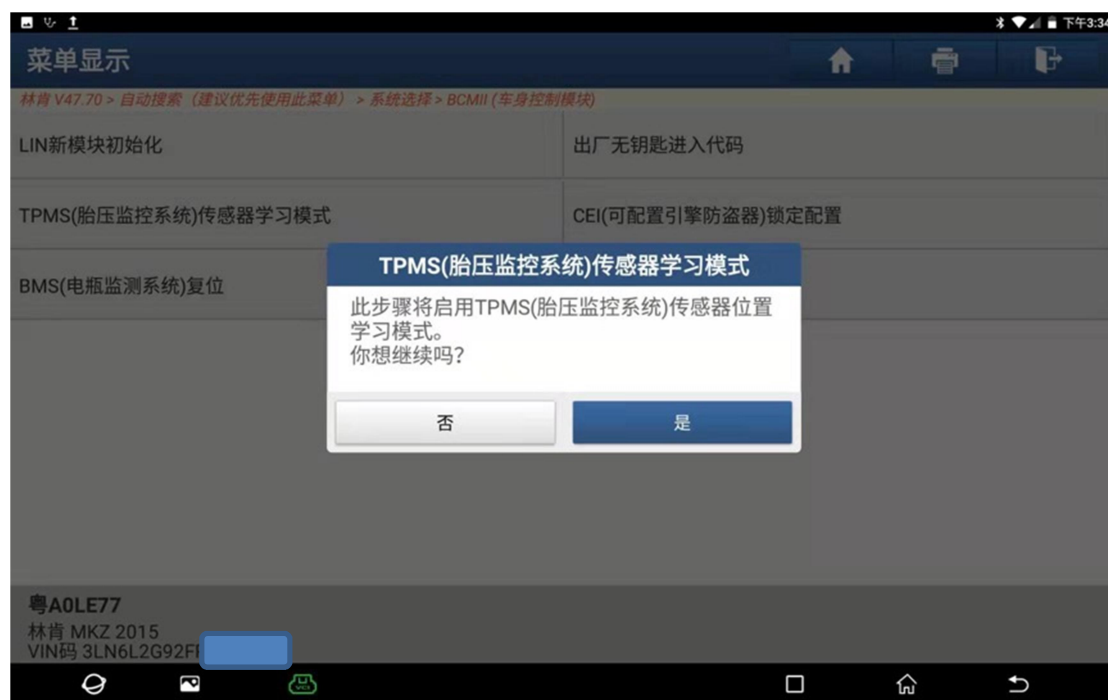 下午3:34
菜单显示
林肯 V47.70 > 自动搜索（建议优先使用此菜单） > 系统选择 > BCMII (车身控制模块)
LIN新模块初始化
出厂无钥匙进入代码
TPMS(胎压监控系统)传感器学习模式
CEI(可配置引擎防盗器)锁定配置
BMS(电瓶监测系统)复位
TPMS(胎压监控系统)传感器学习模式
此步骤将启用TPMS(胎压监控系统)传感器位置
学习模式。
你想继续吗?
否
是
粤A0LE77
林肯 MKZ 2015
VIN码 3LN6L2G92F
VCI